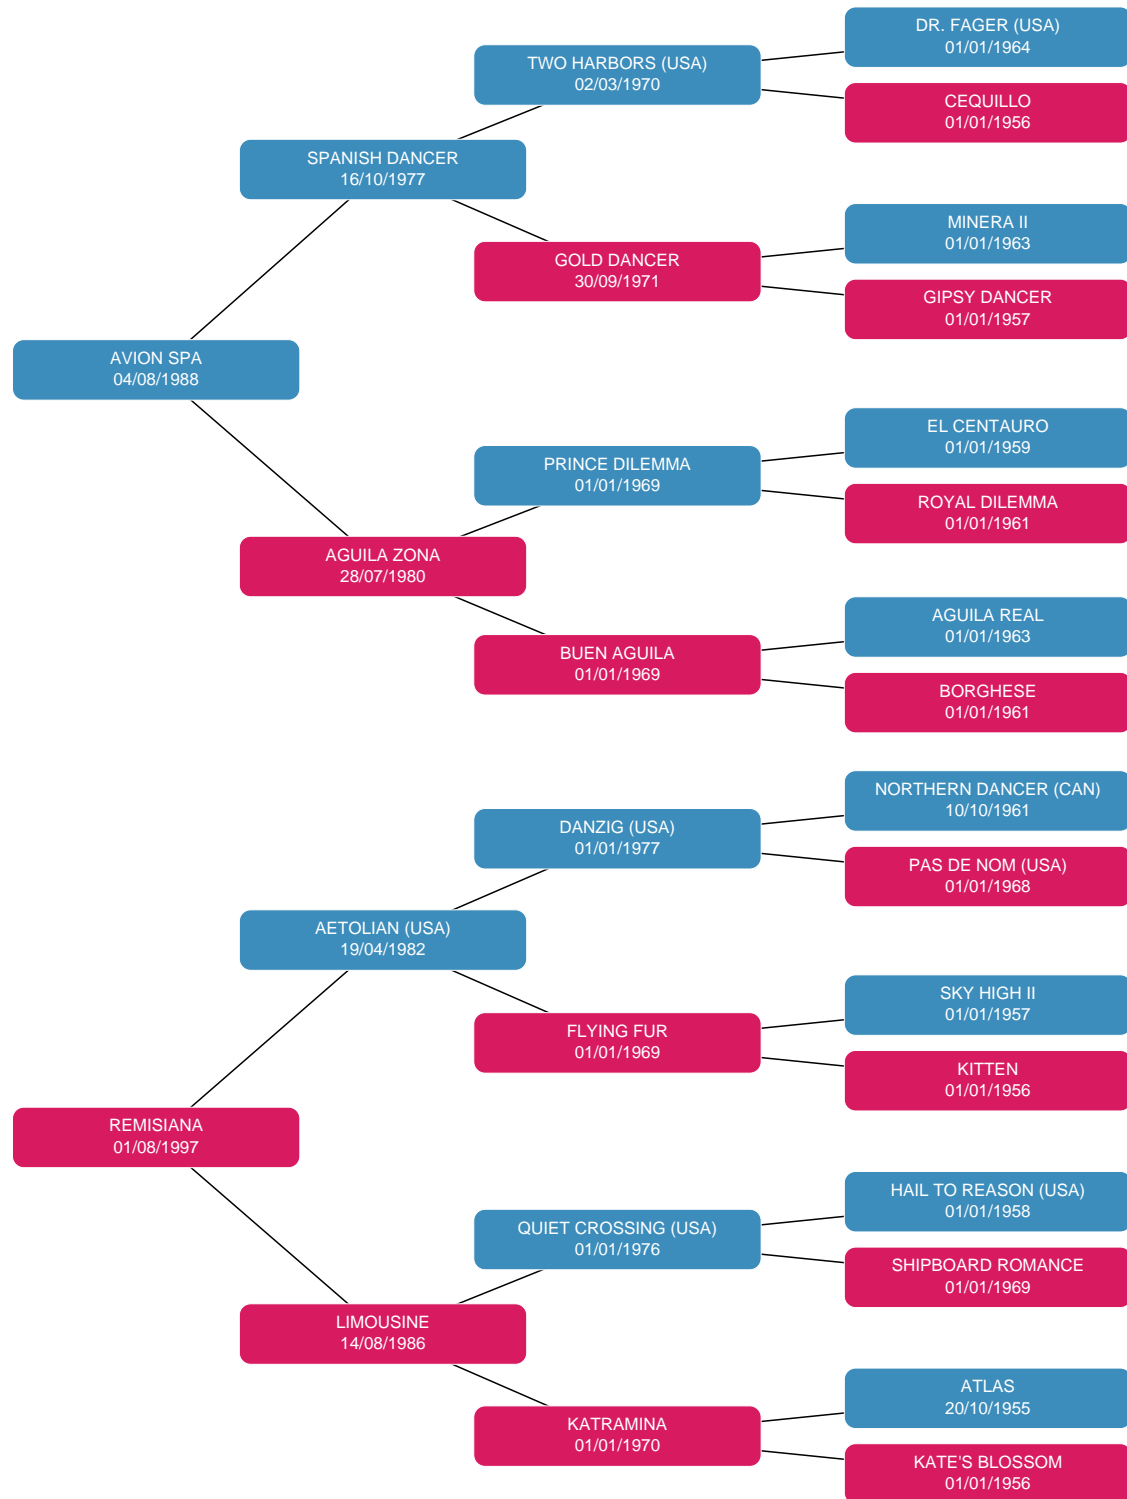 DR. FAGER (USA)
01/01/1964
TWO HARBORS (USA)
02/03/1970
CEQUILLO
01/01/1956
SPANISH DANCER
16/10/1977
MINERA II
01/01/1963
GOLD DANCER
30/09/1971
GIPSY DANCER
01/01/1957
AVION SPA
04/08/1988
EL CENTAURO
01/01/1959
PRINCE DILEMMA
01/01/1969
ROYAL DILEMMA
01/01/1961
AGUILA ZONA
28/07/1980
AGUILA REAL
01/01/1963
BUEN AGUILA
01/01/1969
BORGHESE
01/01/1961
NORTHERN DANCER (CAN)
10/10/1961
DANZIG (USA)
01/01/1977
PAS DE NOM (USA)
01/01/1968
AETOLIAN (USA)
19/04/1982
SKY HIGH II
01/01/1957
FLYING FUR
01/01/1969
KITTEN
01/01/1956
REMISIANA
01/08/1997
HAIL TO REASON (USA)
01/01/1958
QUIET CROSSING (USA)
01/01/1976
SHIPBOARD ROMANCE
01/01/1969
LIMOUSINE
14/08/1986
ATLAS
20/10/1955
KATRAMINA
01/01/1970
KATE'S BLOSSOM
01/01/1956